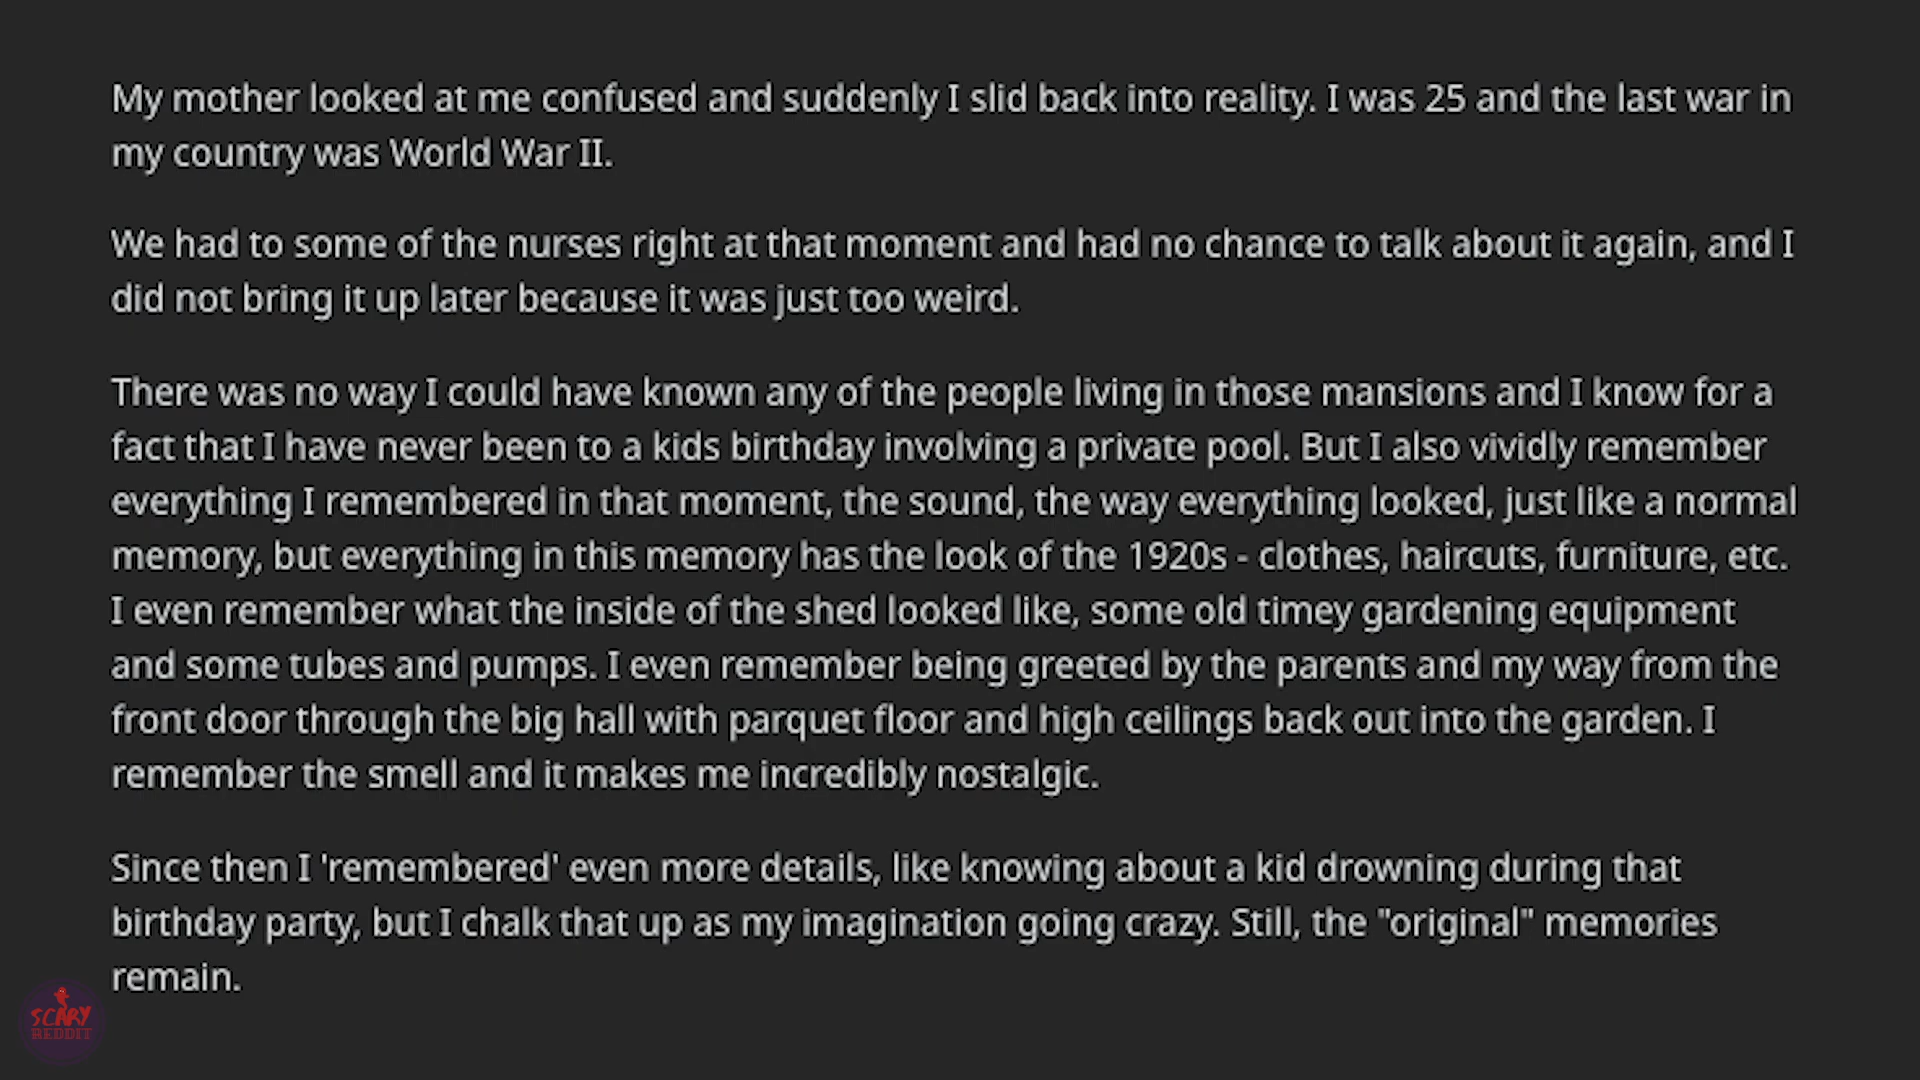 My mother looked at me confused and suddenly I slid back into reality. I was 25 and the last war in
my country was World War II.
We had to some of the nurses right at that moment and had no chance to talk about it again, and I
did not bring it up later because it was just too weird.
There was no way I could have known any of the people living in those mansions and I know for a
fact that I have never been to a kids birthday involving a private pool. But I also vividly remember
everything I remembered in that moment, the sound, the way everything looked, just like a normal
memory, but everything in this memory has the look of the 1920s - clothes, haircuts, furniture, etc.
I even remember what the inside of the shed looked like, some old timey gardening equipment
and some tubes and pumps. I even remember being greeted by the parents and my way from the
front door through the big hall with parquet floor and high ceilings back out into the garden. I
remember the smell and it makes me incredibly nostalgic.
Since then I 'remembered' even more details, like knowing about a kid drowning during that
birthday party, but I chalk that up as my imagination going crazy. Still, the "original" memories
remain.
SCARY
REDDIT